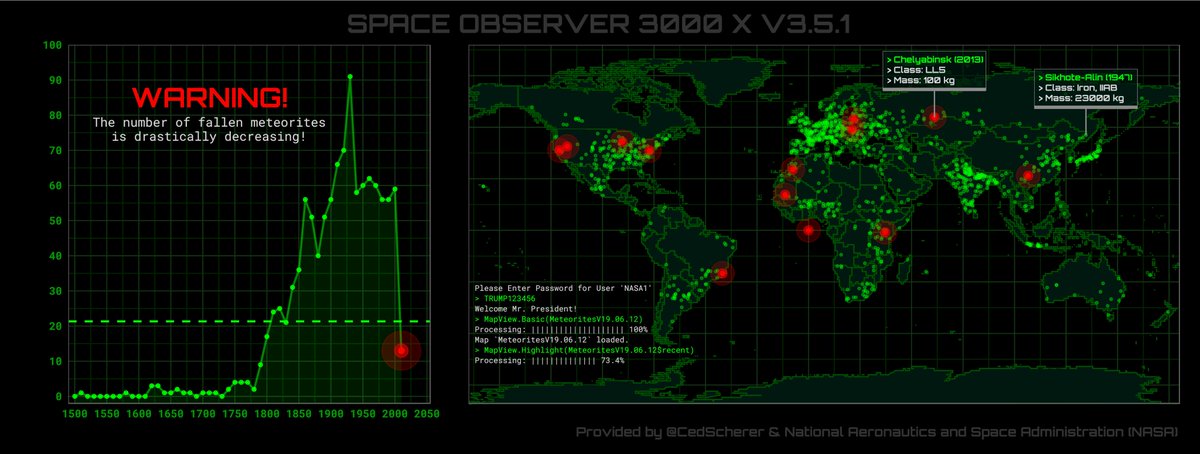 SPACE OBSERVER 3000 X V3.5.1
100
90
80
70
60
50
40
30
20
10
0
WARNING!
The number of fallen meteorites
is drastically decreasing!
1500 1550 1600 1650 1700 1750 1800 1850 1900 1950 2000 2050
> Chelyabinsk (2013)
> Class: LL5
> Mass: 100 kg
> Sikhote-Alin (1947)
> Class: Iron, IIAB
> Mass: 23000 kg
Please Enter Password for User `NASA1'
> TRUMP123456
Welcome Mr. President!
> MapView.Basic(MeteoritesV19.06.12)
Processing: |||||||||||||||||||| 100%
Map `MeteoritesV19.06.12` loaded.
> MapView.Highlight(MeteoritesV19.06.12$recent)
Processing: |||||||||||||| 73.4%
Provided by @CedScherer & National Aeronautics and Space Administration (NASA)